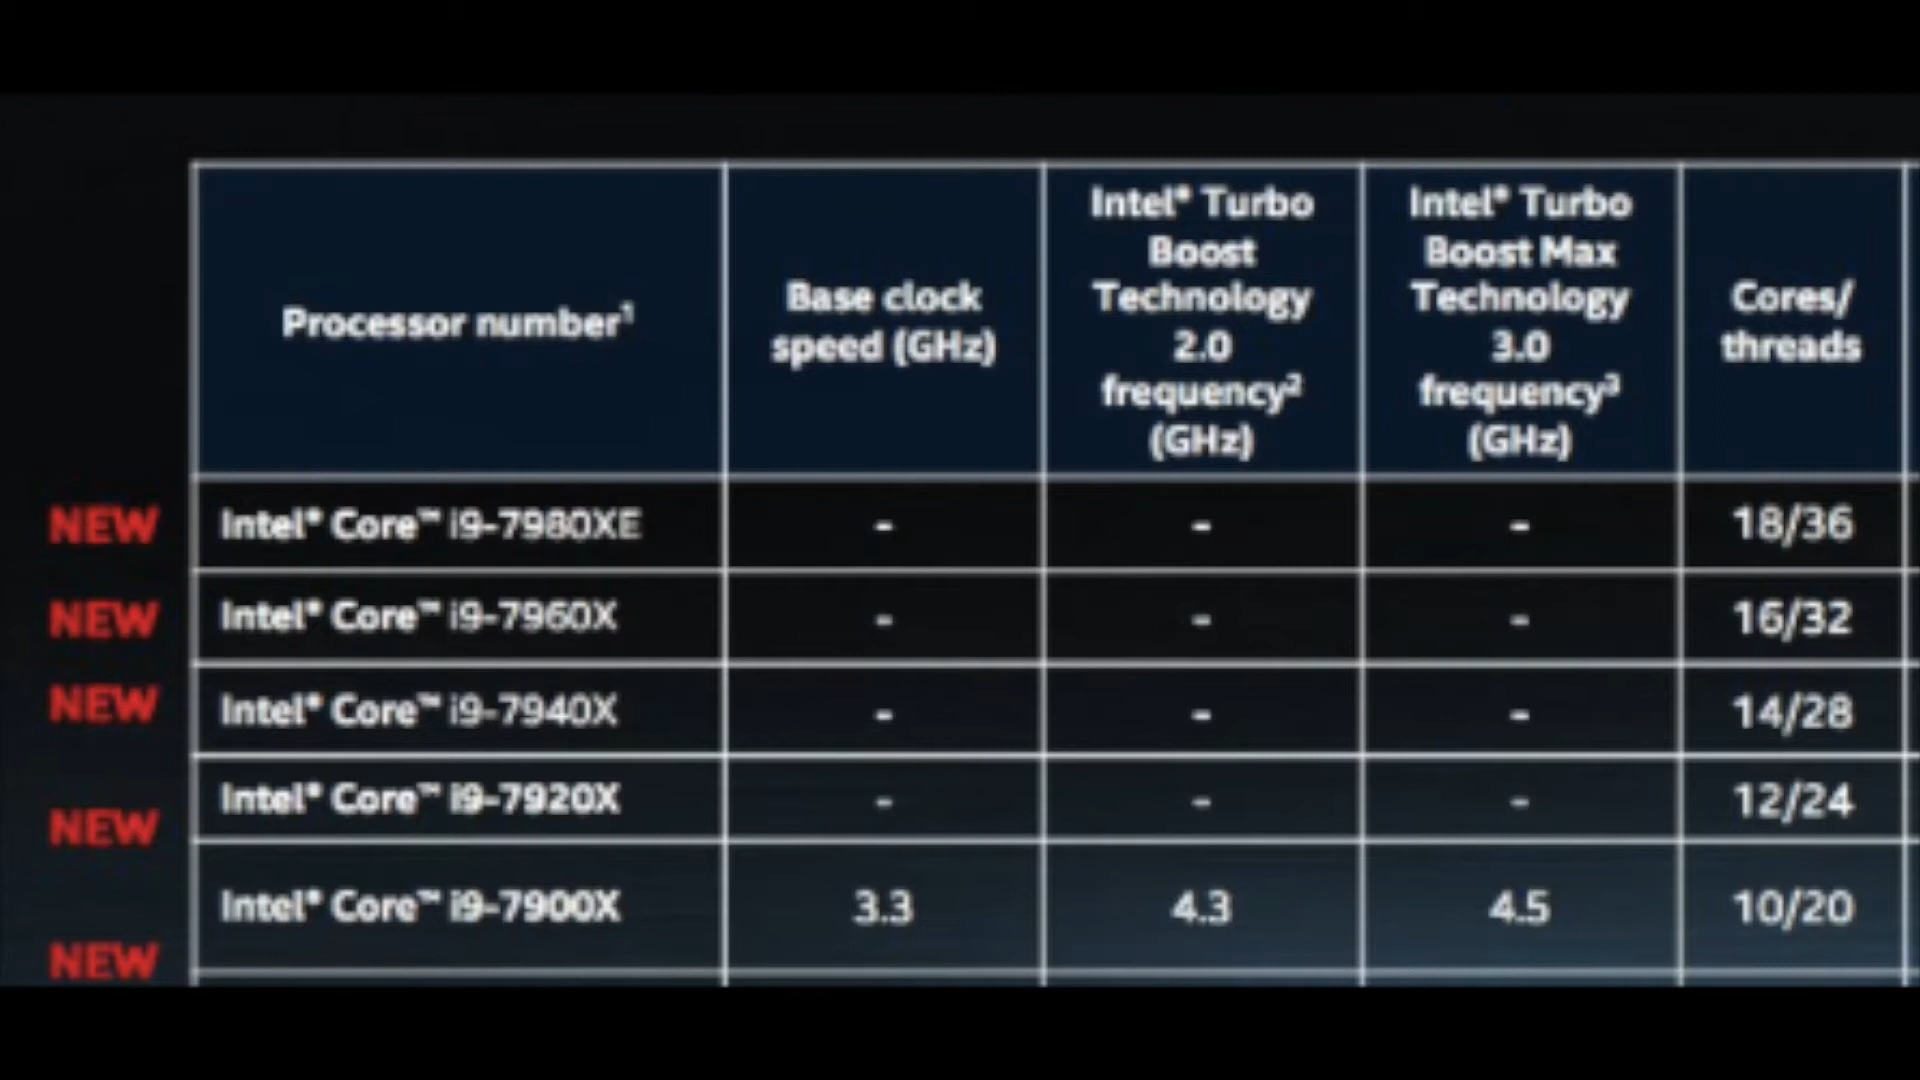 Processor number¹
Base clock
speed (GHz)
Intel® Turbo
Boost
Technology
2.0
frequency²
(GHz)
Intel® Turbo
Boost Max
Technology
3.0
frequency³
(GHz)
Cores/
threads
NEW Intel® Core™ i9-7980XE - - - 18/36
NEW Intel® Core™ i9-7960X - - - 16/32
NEW Intel® Core™ i9-7940X - - - 14/28
NEW Intel® Core™ i9-7920X - - - 12/24
NEW Intel® Core™ i9-7900X 3.3 4.3 4.5 10/20